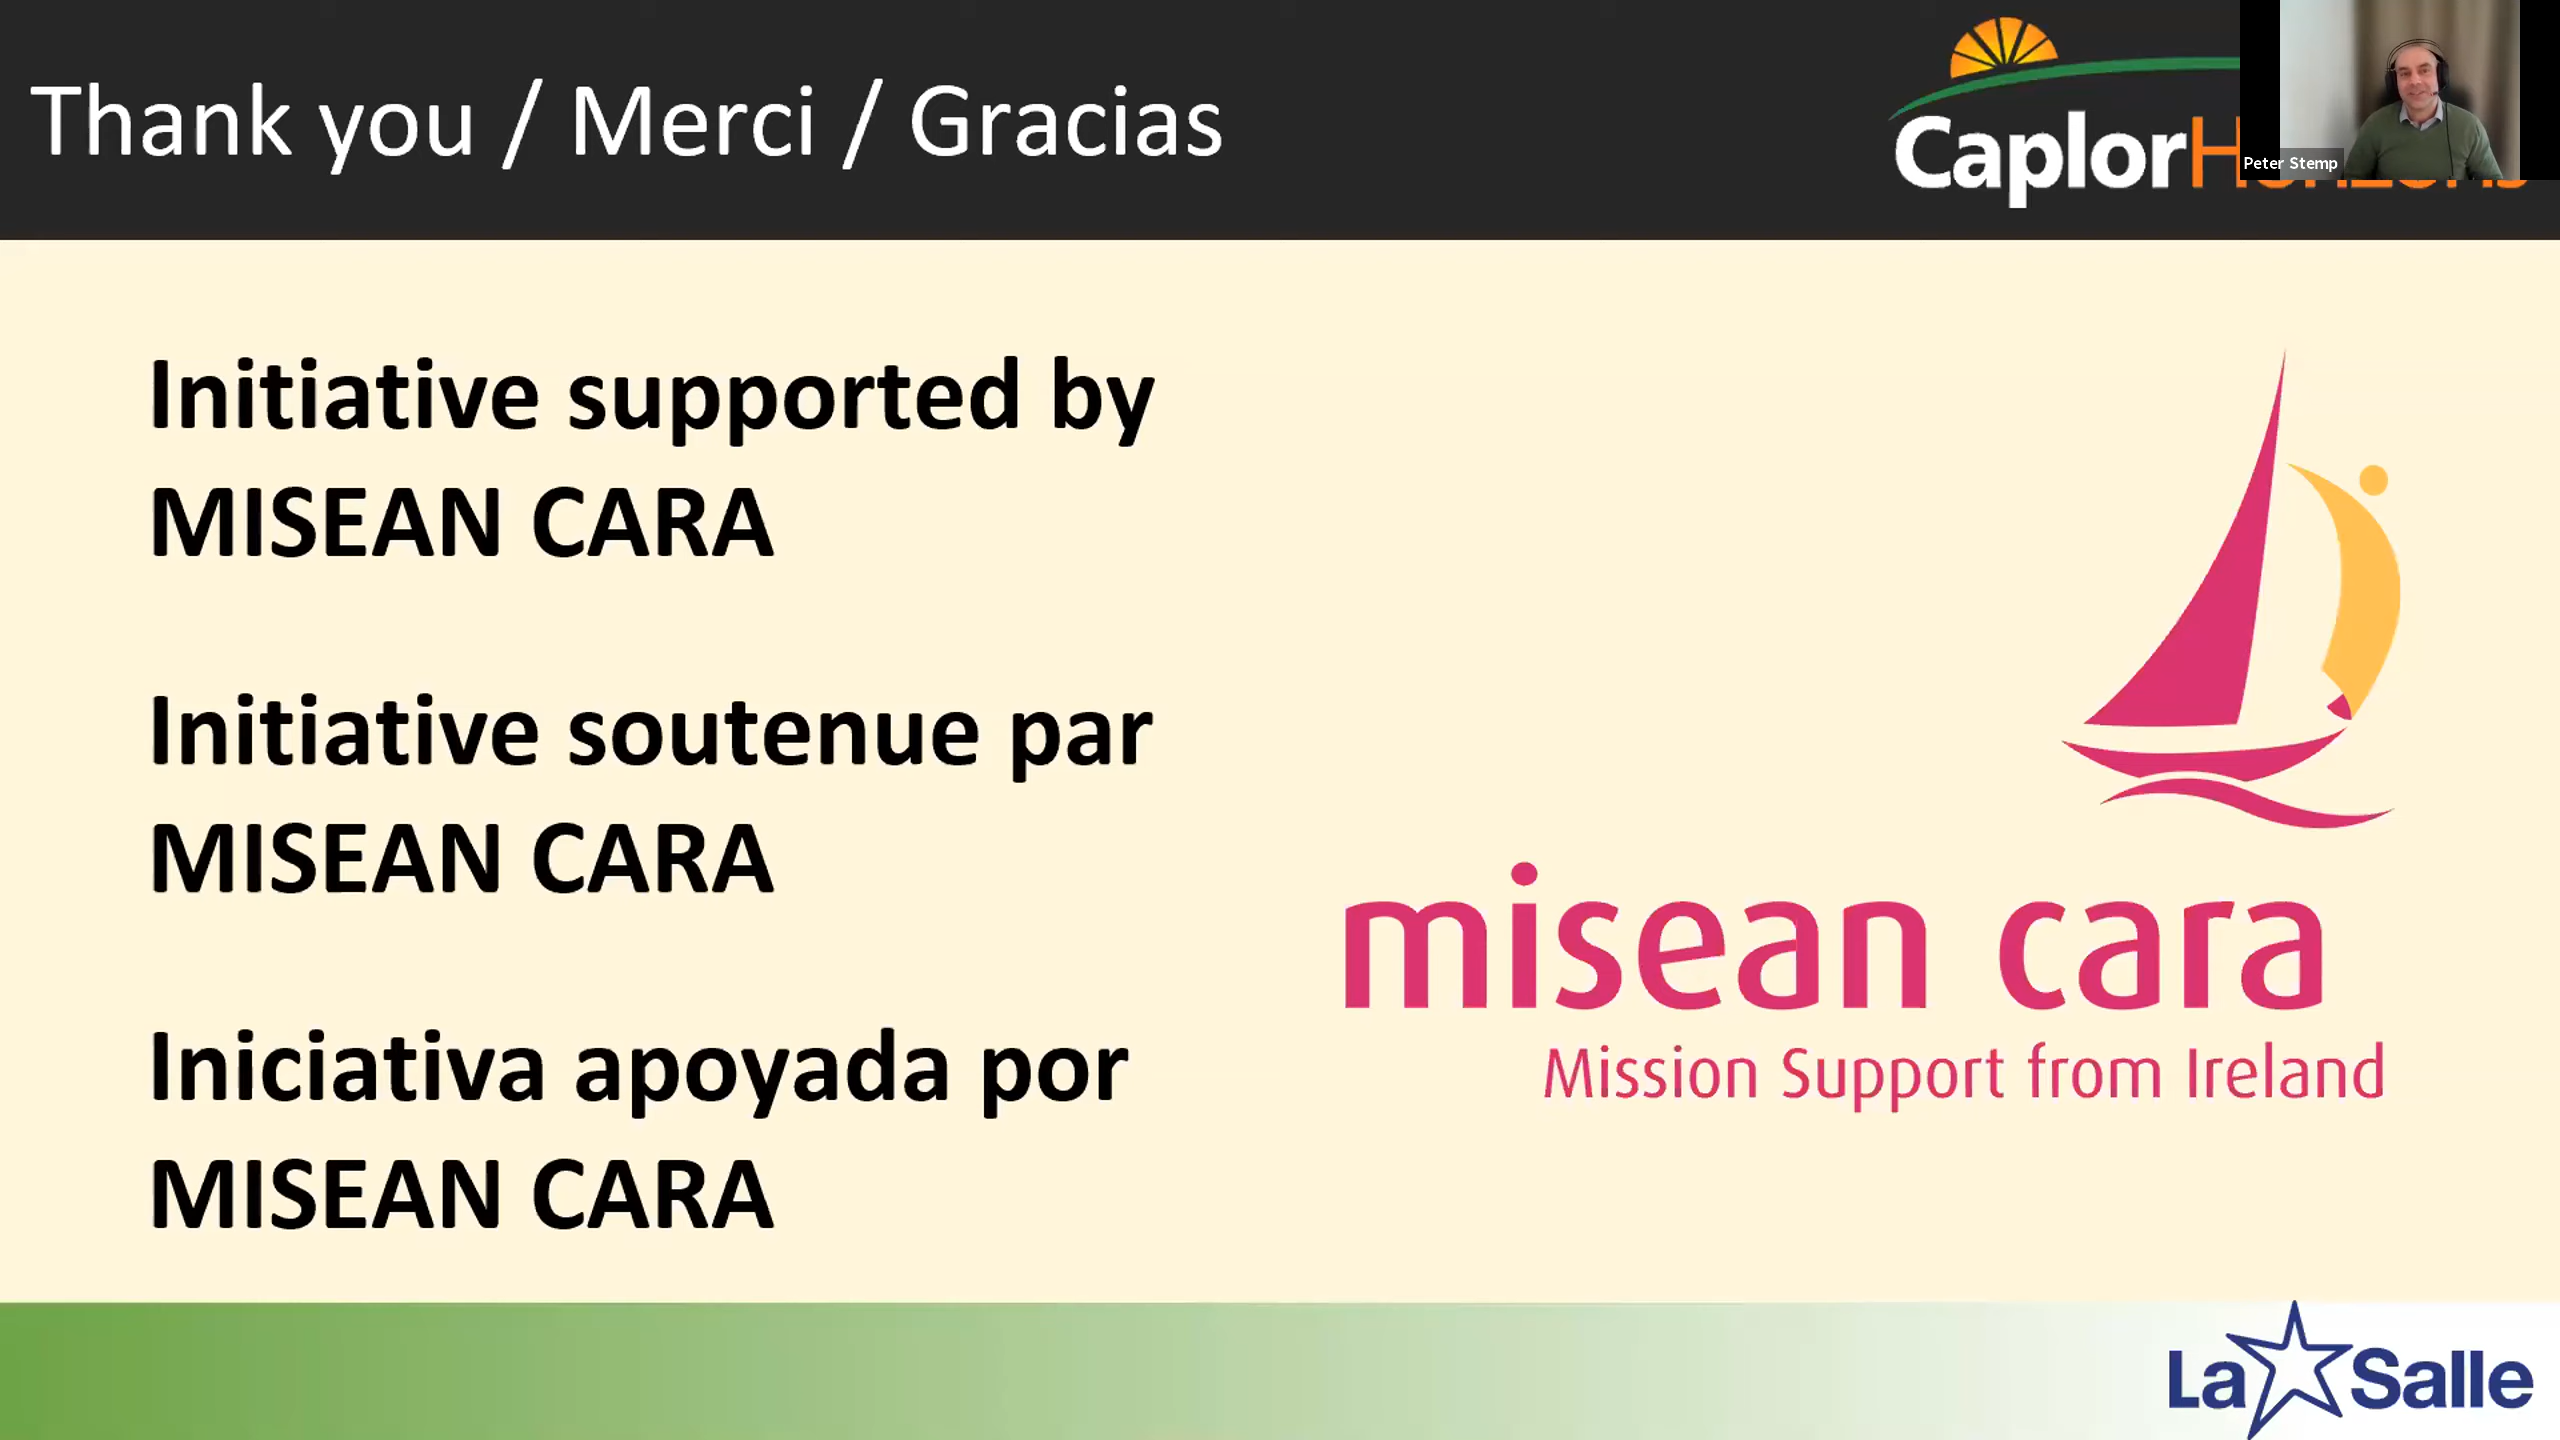 Thank you / Merci / Gracias
Caplor
Peter Stemp
Initiative supported by
MISEAN CARA
Initiative soutenue par
MISEAN CARA
Iniciativa apoyada por
MISEAN CARA
misean cara
Mission Support from Ireland
La Salle